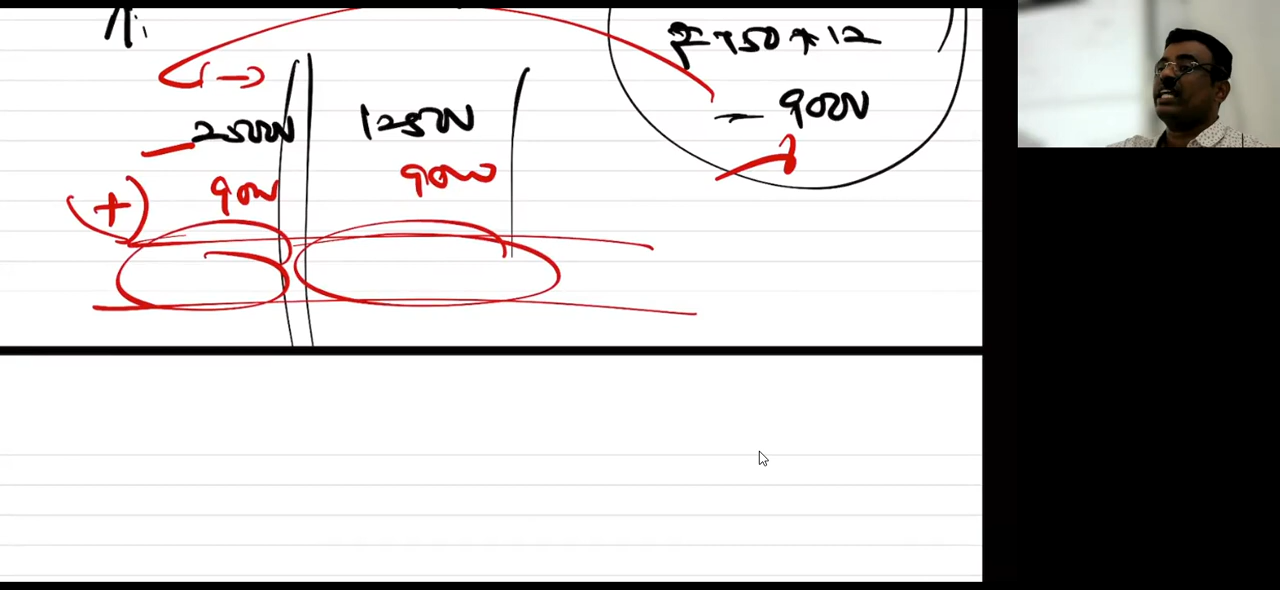 (-)
= 750 * 12
= 9000
25000 12500
(+) 9000 9000